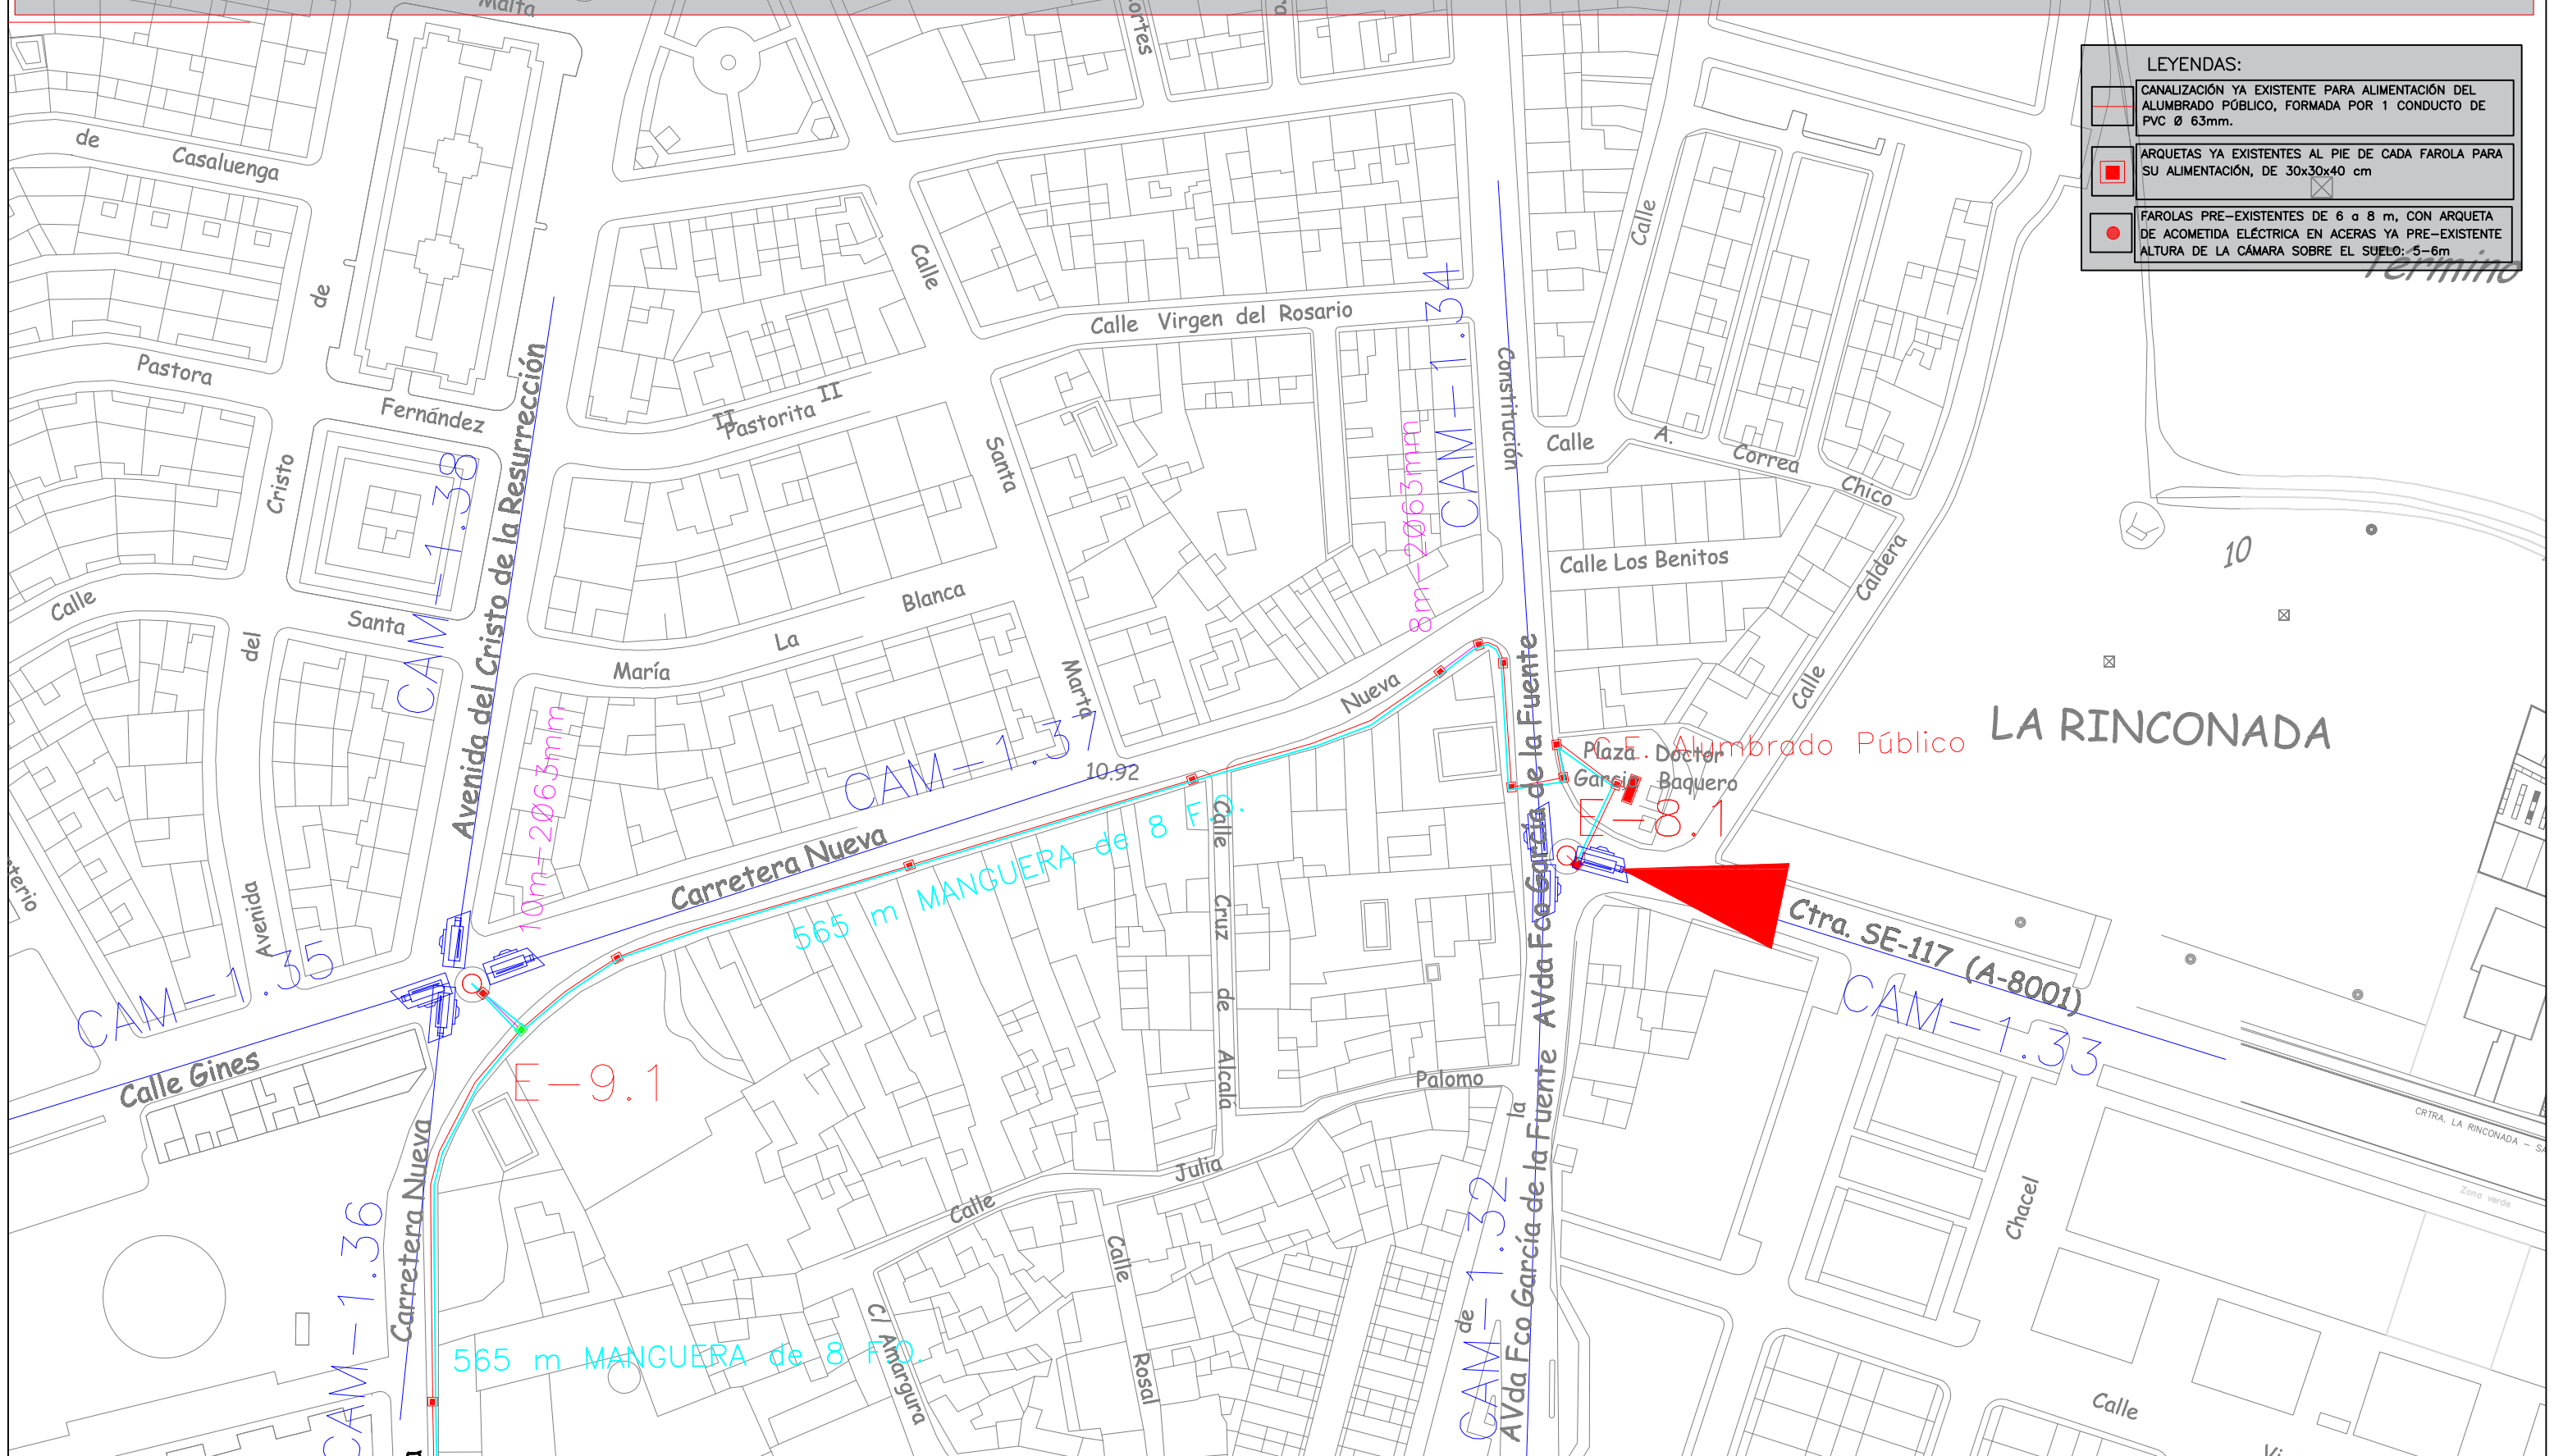 Malta
LEYENDAS:
CANALIZACIÓN YA EXISTENTE PARA ALIMENTACIÓN DEL
ALUMBRADO PÚBLICO, FORMADA POR 1 CONDUCTO DE
PVC Ø 63mm.
ARQUETAS YA EXISTENTES AL PIE DE CADA FAROLA PARA
SU ALIMENTACIÓN, DE 30x30x40 cm
FAROLAS PRE-EXISTENTES DE 6 a 8 m, CON ARQUETA
DE ACOMETIDA ELÉCTRICA EN ACERAS YA PRE-EXISTENTE
ALTURA DE LA CÁMARA SOBRE EL SUELO: 5-6m
Término
de
Casaluenga
de
Calle
Calle
Calle Virgen del Rosario
CAM-1.34
Constitución
Pastora
Fernández
II
Pastorita II
Avenida del Cristo de la Resurrección
CAM-1.38
Cristo
Santa
8m-2Ø63mm
Calle
A.
Correa
Chico
Calle Los Benitos
10
Caldera
Calle
Calle
del
Santa
María
La
Blanca
Marta
Nueva
10m-2Ø63mm
CAM-1.37
10.92
Plaza Doctor
García Baquero
C.E. Alumbrado Público
LA RINCONADA
E-8.1
Carretera Nueva
565 m MANGUERA de 8 F.O.
Calle
Cruz
de
Alcalá
AVda Fco García de la Fuente
Ctra. SE-117 (A-8001)
CAM-1.33
Avenida
CAM-1.35
Calle Gines
E-9.1
Palomo
Julia
Calle
la
de
AVda Fco García de la Fuente
CAM-1.32
CRTRA. LA RINCONADA - SA
Zona verde
Chacel
Carretera Nueva
CAM-1.36
565 m MANGUERA de 8 F.O.
C/ Amargura
Calle
Rosal
Calle